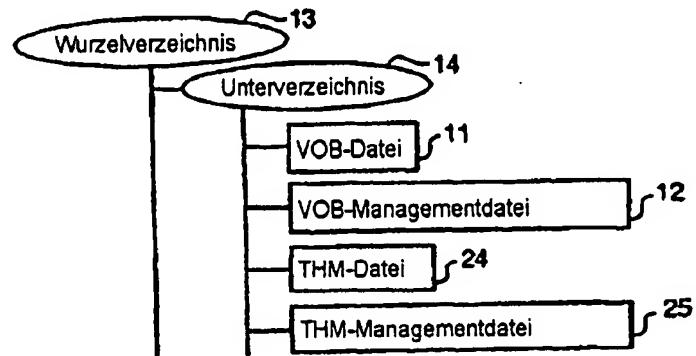 Wurzelverzeichnis 13
Unterverzeichnis 14
VOB-Datei 11
VOB-Managementdatei 12
THM-Datei 24
THM-Managementdatei 25